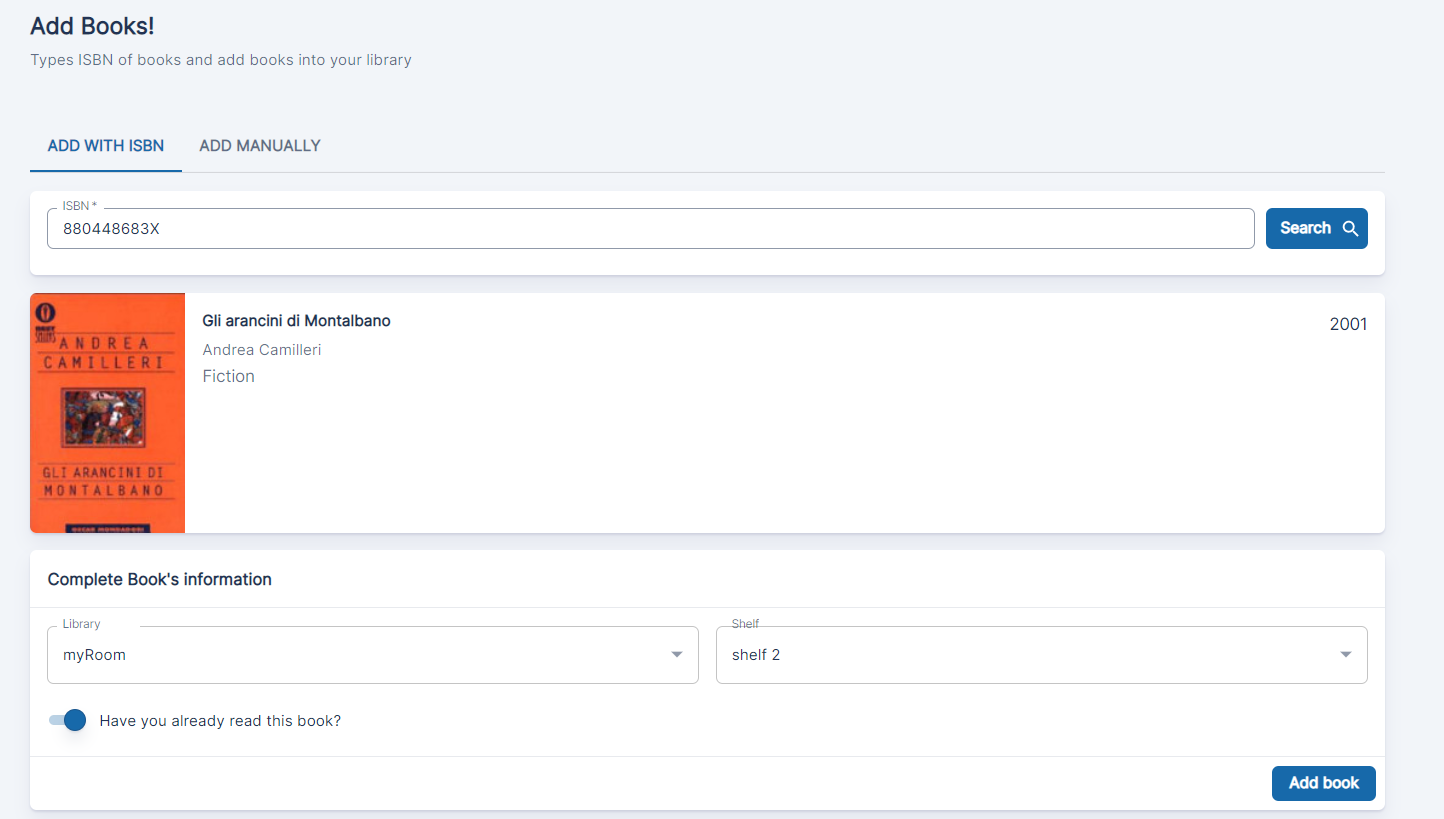 Add Books!
Types ISBN of books and add books into your library
ADD WITH ISBN ADD MANUALLY
ISBN *
880448683X
Search
ANDREA
CAMILLERI
GLI ARANCINI DI
MONTALBANO
OSCAR MONDADORI
Gli arancini di Montalbano
2001
Andrea Camilleri
Fiction
Complete Book's information
Library
myRoom
Shelf
shelf 2
Have you already read this book?
Add book